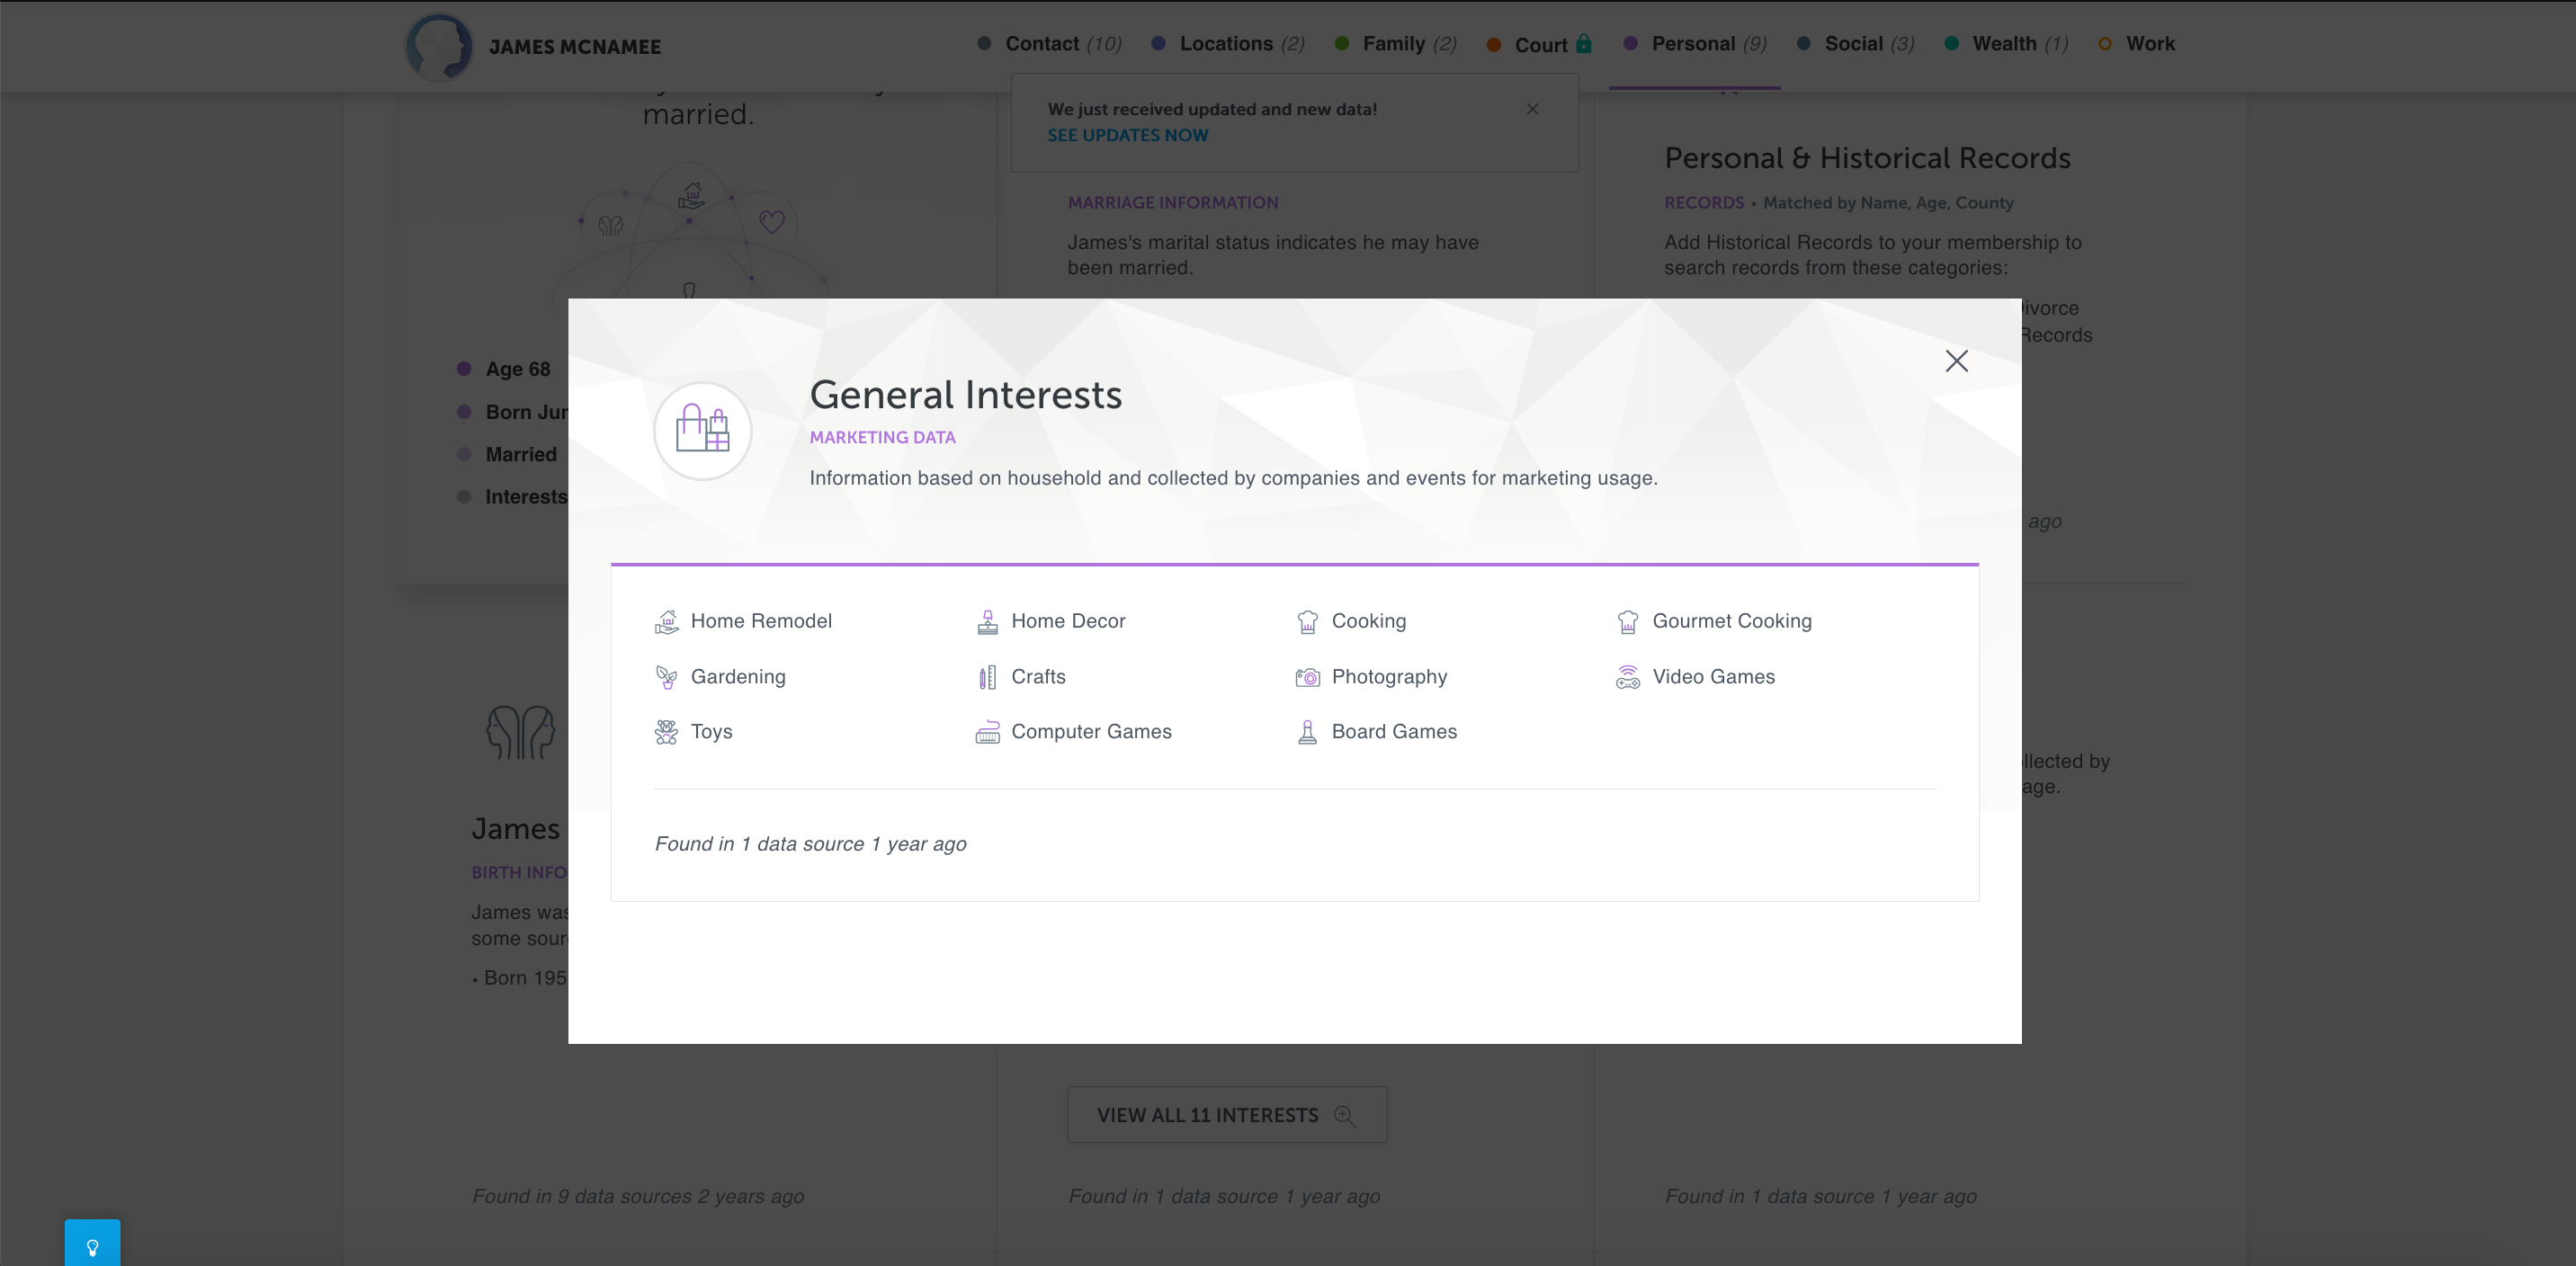 JAMES MCNAMEE
Contact (10)
Locations (2)
Family (2)
Court
Personal (9)
Social (3)
Wealth (1)
Work
married.
We just received updated and new data!
SEE UPDATES NOW
MARRIAGE INFORMATION
James's marital status indicates he may have
been married.
Personal & Historical Records
RECORDS • Matched by Name, Age, County
Add Historical Records to your membership to
search records from these categories:
Records
Age 68
Born
Married
Interests
ago
General Interests
MARKETING DATA
Information based on household and collected by companies and events for marketing usage.
Home Remodel
Home Decor
Cooking
Gourmet Cooking
Gardening
Crafts
Photography
Video Games
Toys
Computer Games
Board Games
Found in 1 data source 1 year ago
James
BIRTH INFO
James was
some
• Born 195
by
VIEW ALL 11 INTERESTS
Found in 9 data sources 2 years ago
Found in 1 data source 1 year ago
Found in 1 data source 1 year ago